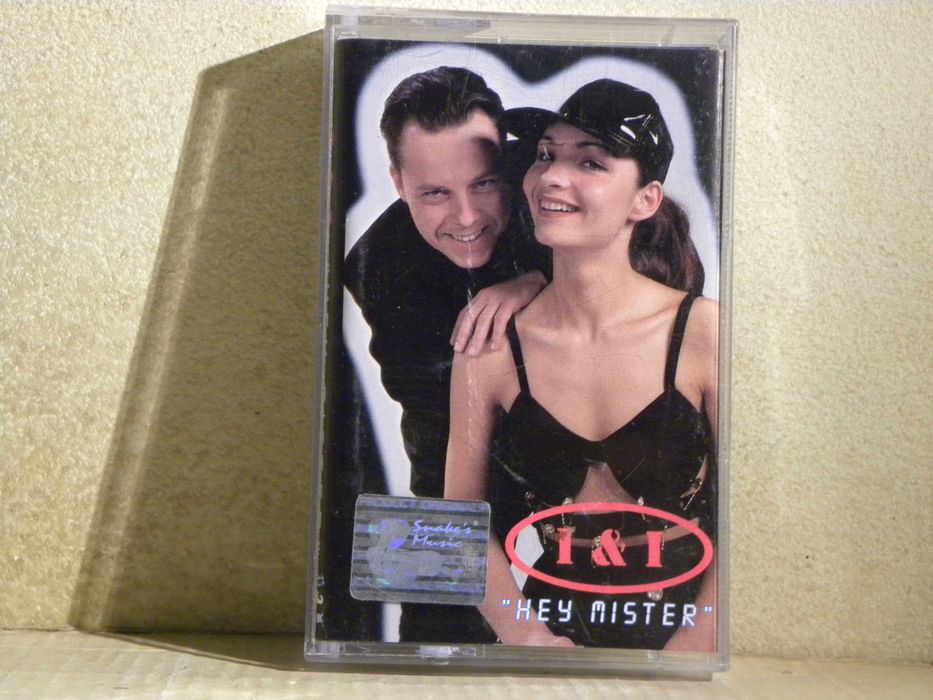 Snake's
Music
I & I
"HEY MISTER"